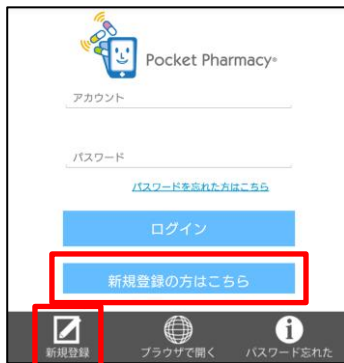 Pocket Pharmacy®
アカウント
パスワード
パスワードを忘れた方はこちら
ログイン
新規登録の方はこちら
新規登録
ブラウザで開く
パスワード忘れた